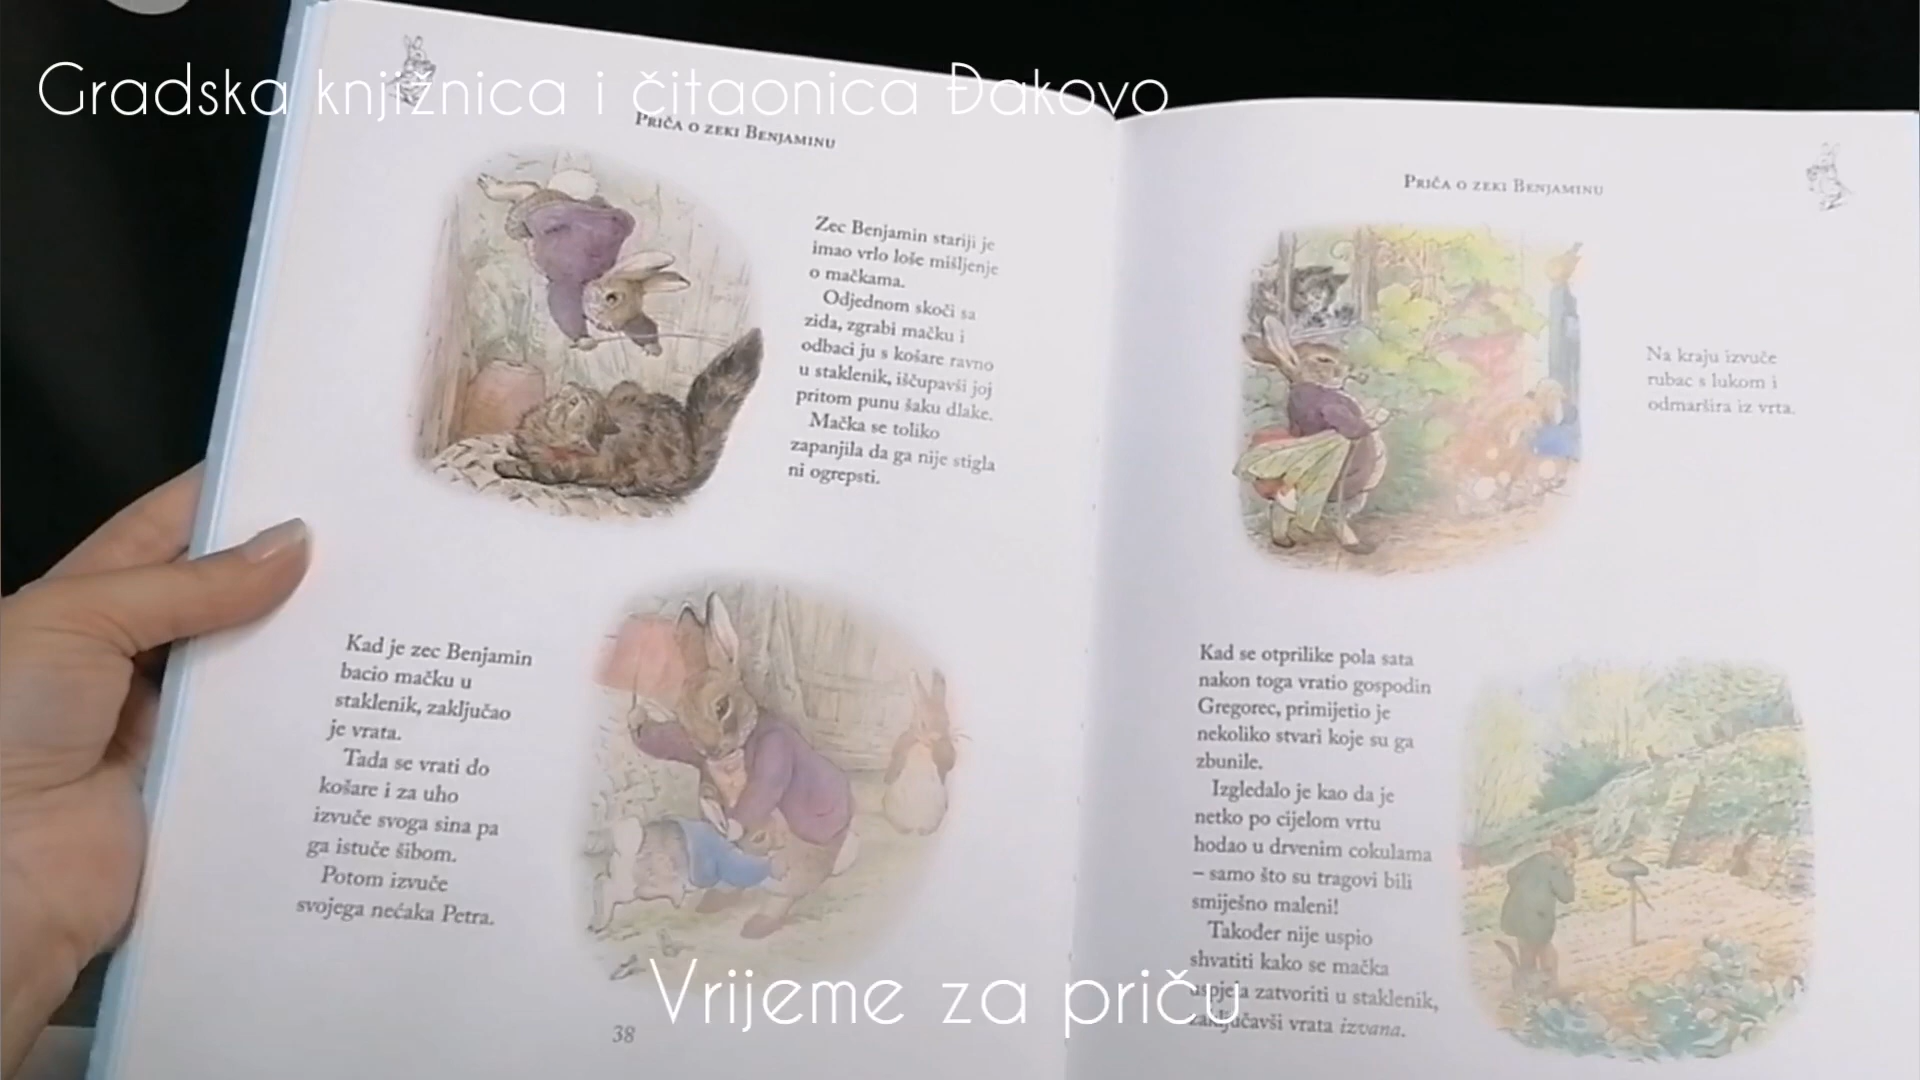 Gradska knjižnica i čitaonica Đakovo
Priča o zeki Benjaminu
Zec Benjamin stariji je
imao vrlo loše mišljenje
o mačkama.
Odjednom skoči sa
zida, zgrabi mačku i
odbaci ju s košare ravno
u staklenik, iščupavši joj
pritom punu šaku dlake.
Mačka se toliko
zapanjila da ga nije stigla
ni ogrepsti.
Kad je zec Benjamin
bacio mačku u
staklenik, zaključao
je vrata.
Tada se vrati do
košare i za uho
izvuče svoga sina pa
ga istuče šibom.
Potom izvuče
svojega nećaka Petra.
38
Priča o zeki Benjaminu
Na kraju izvuče
rubac s lukom i
odmaršira iz vrta.
Kad se otprilike pola sata
nakon toga vratio gospodin
Gregorec, primijetio je
nekoliko stvari koje su ga
zbunile.
Izgledalo je kao da je
netko po cijelom vrtu
hodao u drvenim cokulama
– samo što su tragovi bili
smiješno maleni!
Također nije uspio
shvatiti kako se mačka
uspjela zatvoriti u staklenik,
zaključavši vrata izvana.
Vrijeme za priču